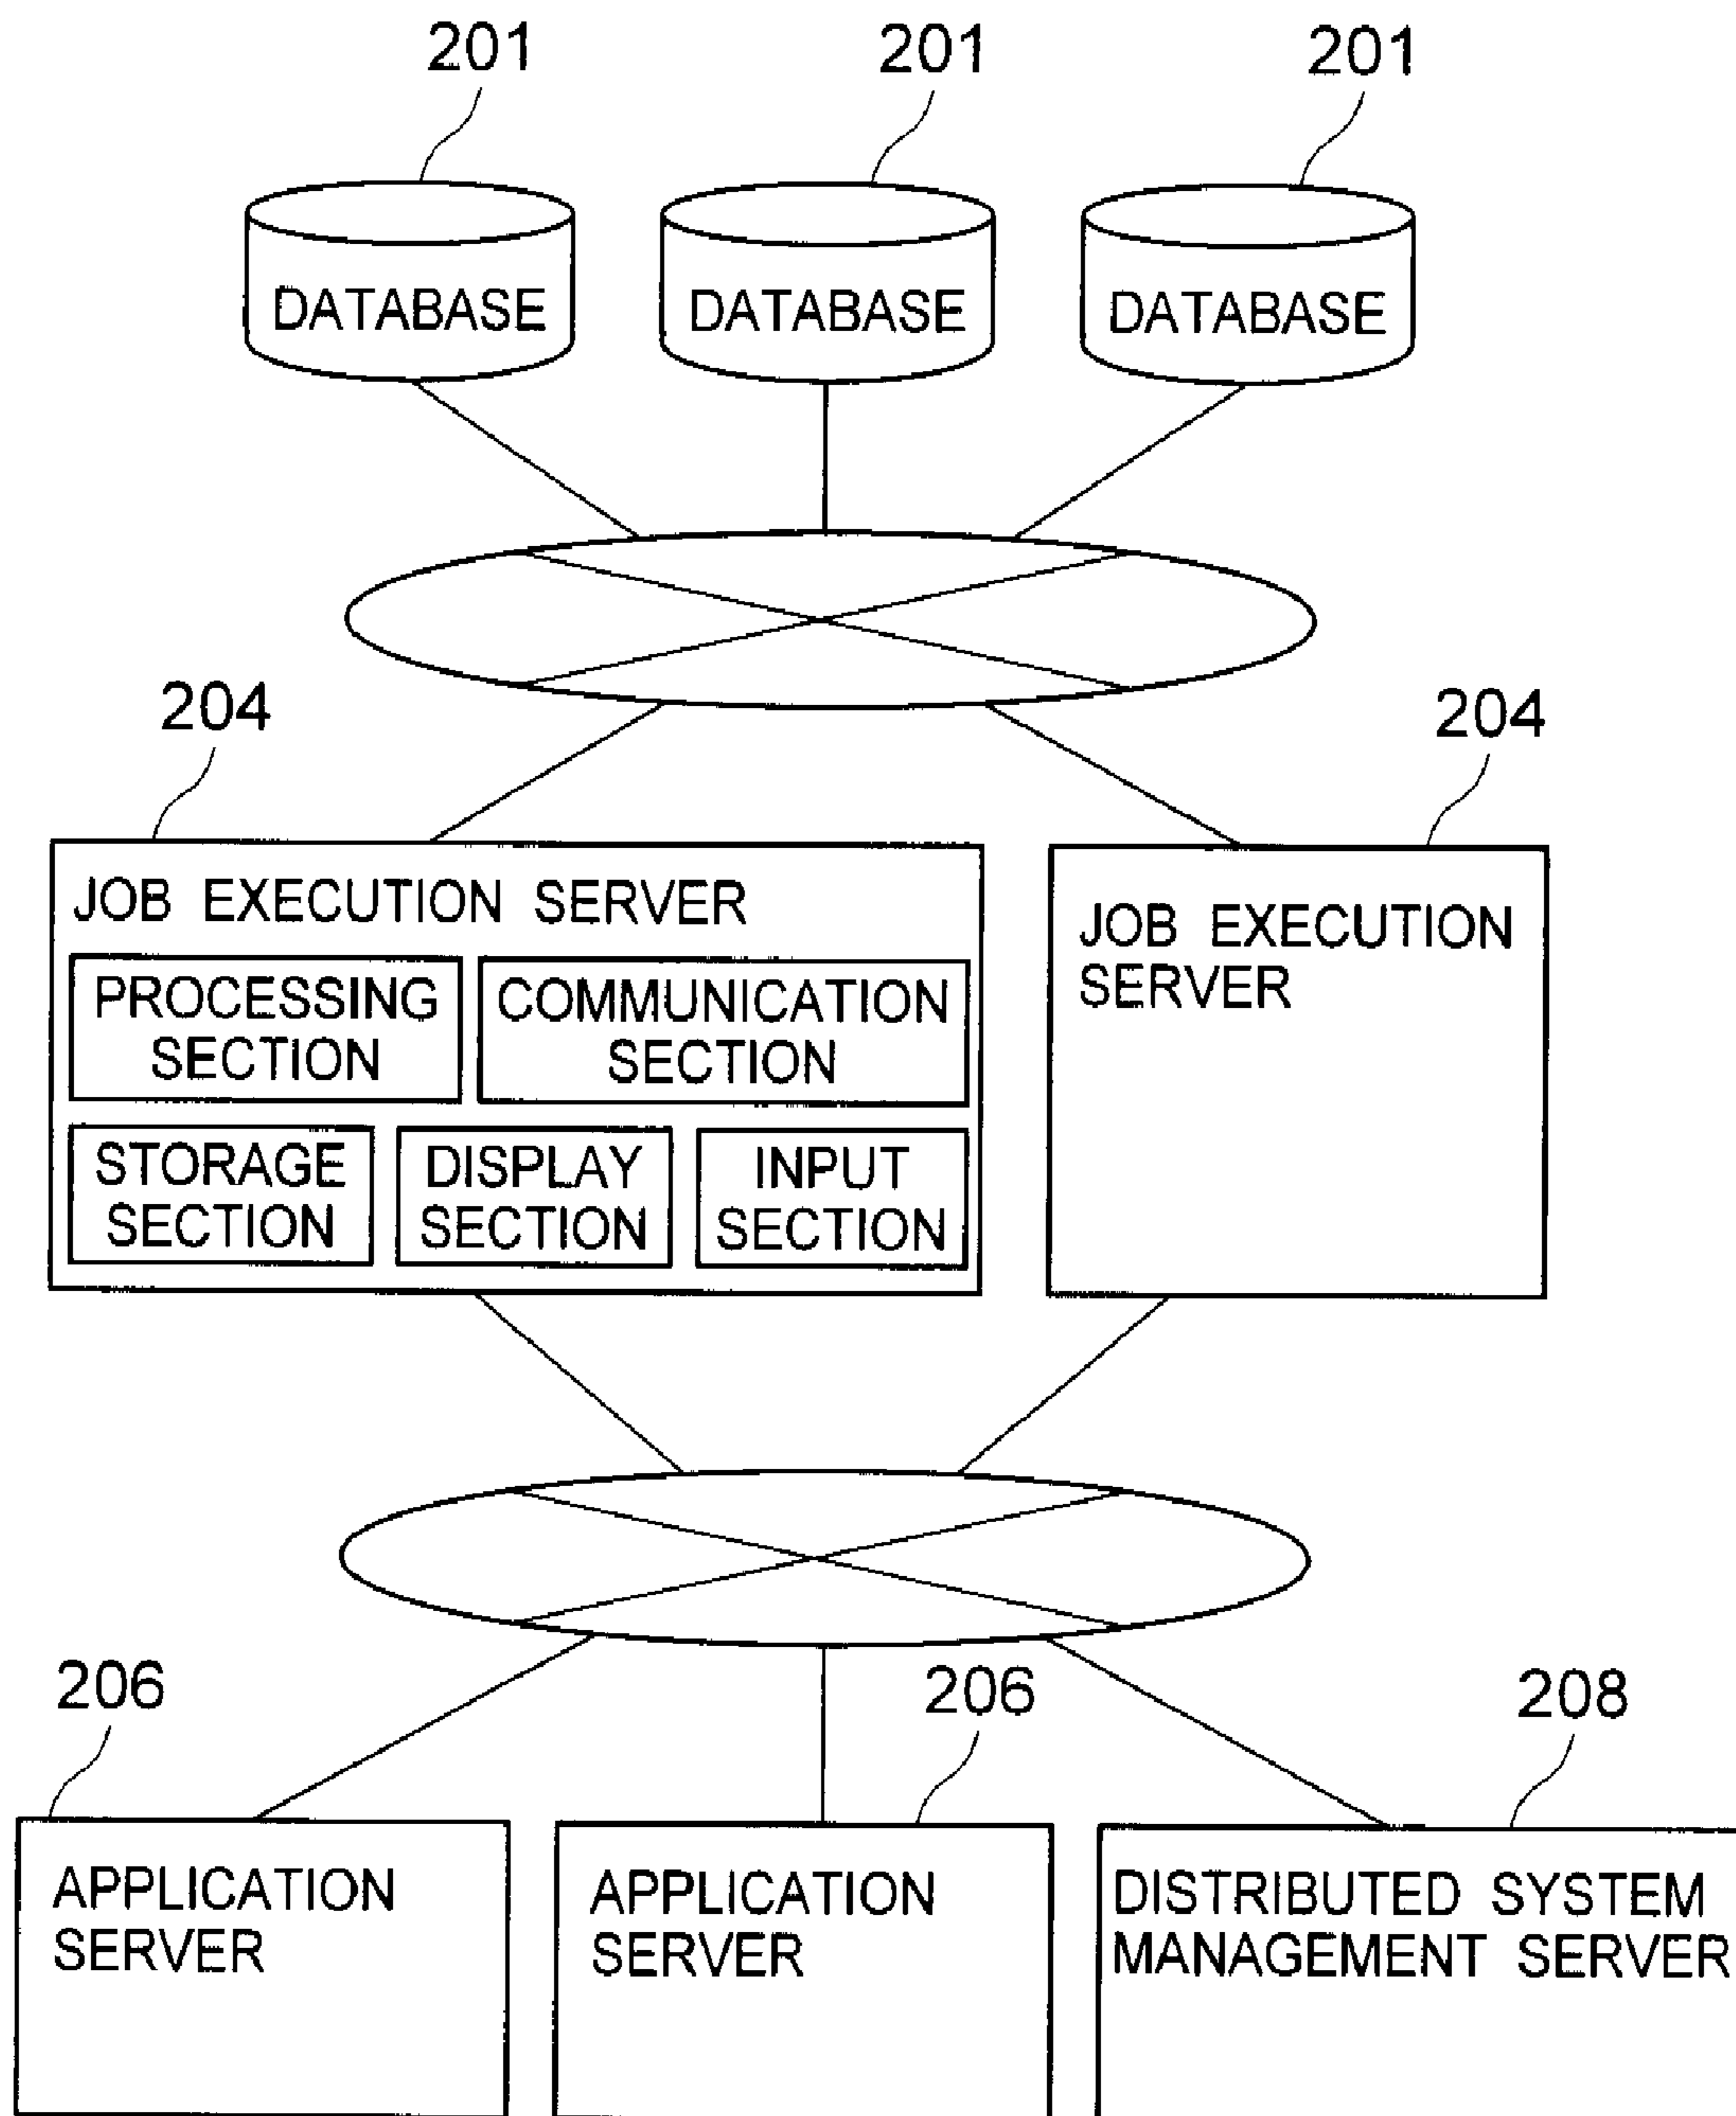 201
201
201
DATABASE
DATABASE
DATABASE
204
204
JOB EXECUTION SERVER
PROCESSING
SECTION
COMMUNICATION
SECTION
STORAGE
SECTION
DISPLAY
SECTION
INPUT
SECTION
JOB EXECUTION
SERVER
206
206
208
APPLICATION
SERVER
APPLICATION
SERVER
DISTRIBUTED SYSTEM
MANAGEMENT SERVER